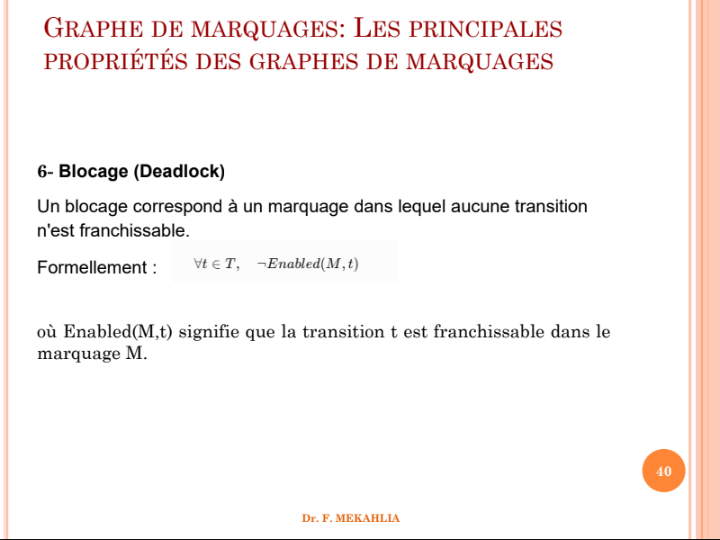 GRAPHE DE MARQUAGES: LES PRINCIPALES
PROPRIÉTÉS DES GRAPHES DE MARQUAGES
6- Blocage (Deadlock)
Un blocage correspond à un marquage dans lequel aucune transition
n'est franchissable.
Formellement : ∀t ∈ T, ¬Enabled(M, t)
où Enabled(M,t) signifie que la transition t est franchissable dans le
marquage M.
40
Dr. F. MEKAHLIA